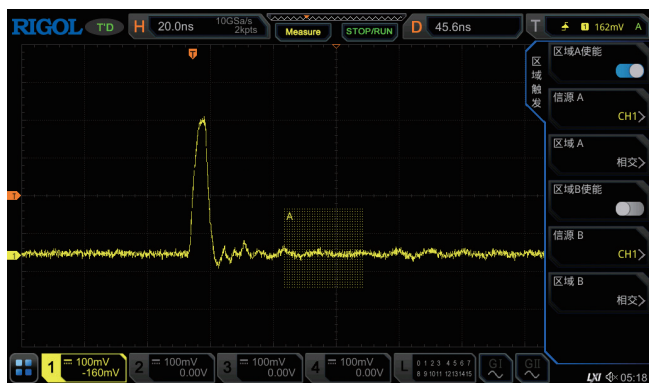 RIGOL T'D H 20.0ns 10GSa/s 2kpts Measure STOP/RUN D 45.6ns T 1 162mV A
T
区域触发
区域A使能
信源 A
CH1>
区域 A
相交>
区域B使能
信源 B
CH1>
区域 B
相交>
A
1
1
1 100mV -160mV
2 100mV 0.00V
3 100mV 0.00V
4 100mV 0.00V
L 0 1 2 3 4 5 6 7
8 9 10 11 12 13 14 15
GI GII
LXI 05:18